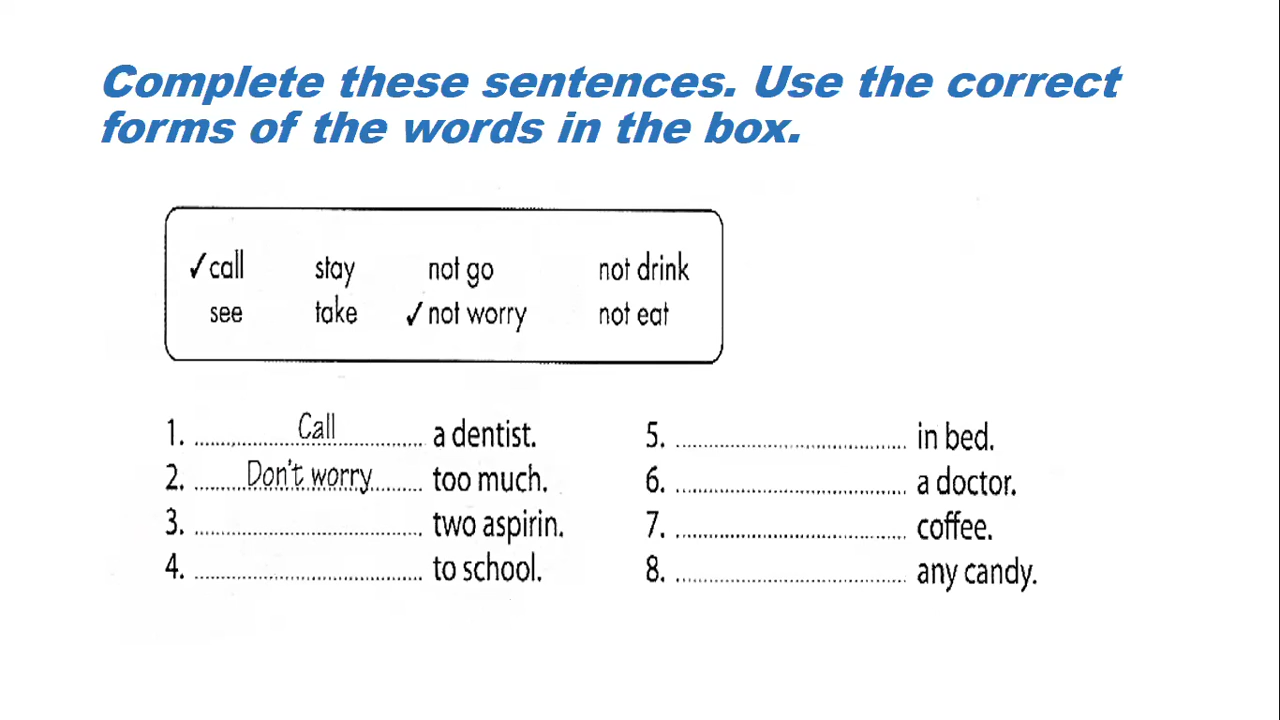 Complete these sentences. Use the correct
forms of the words in the box.
✓call stay not go not drink
see take ✓not worry not eat
1. Call a dentist.
2. Don't worry too much.
3. ........................ two aspirin.
4. ........................ to school.
5. ........................ in bed.
6. ........................ a doctor.
7. ........................ coffee.
8. ........................ any candy.